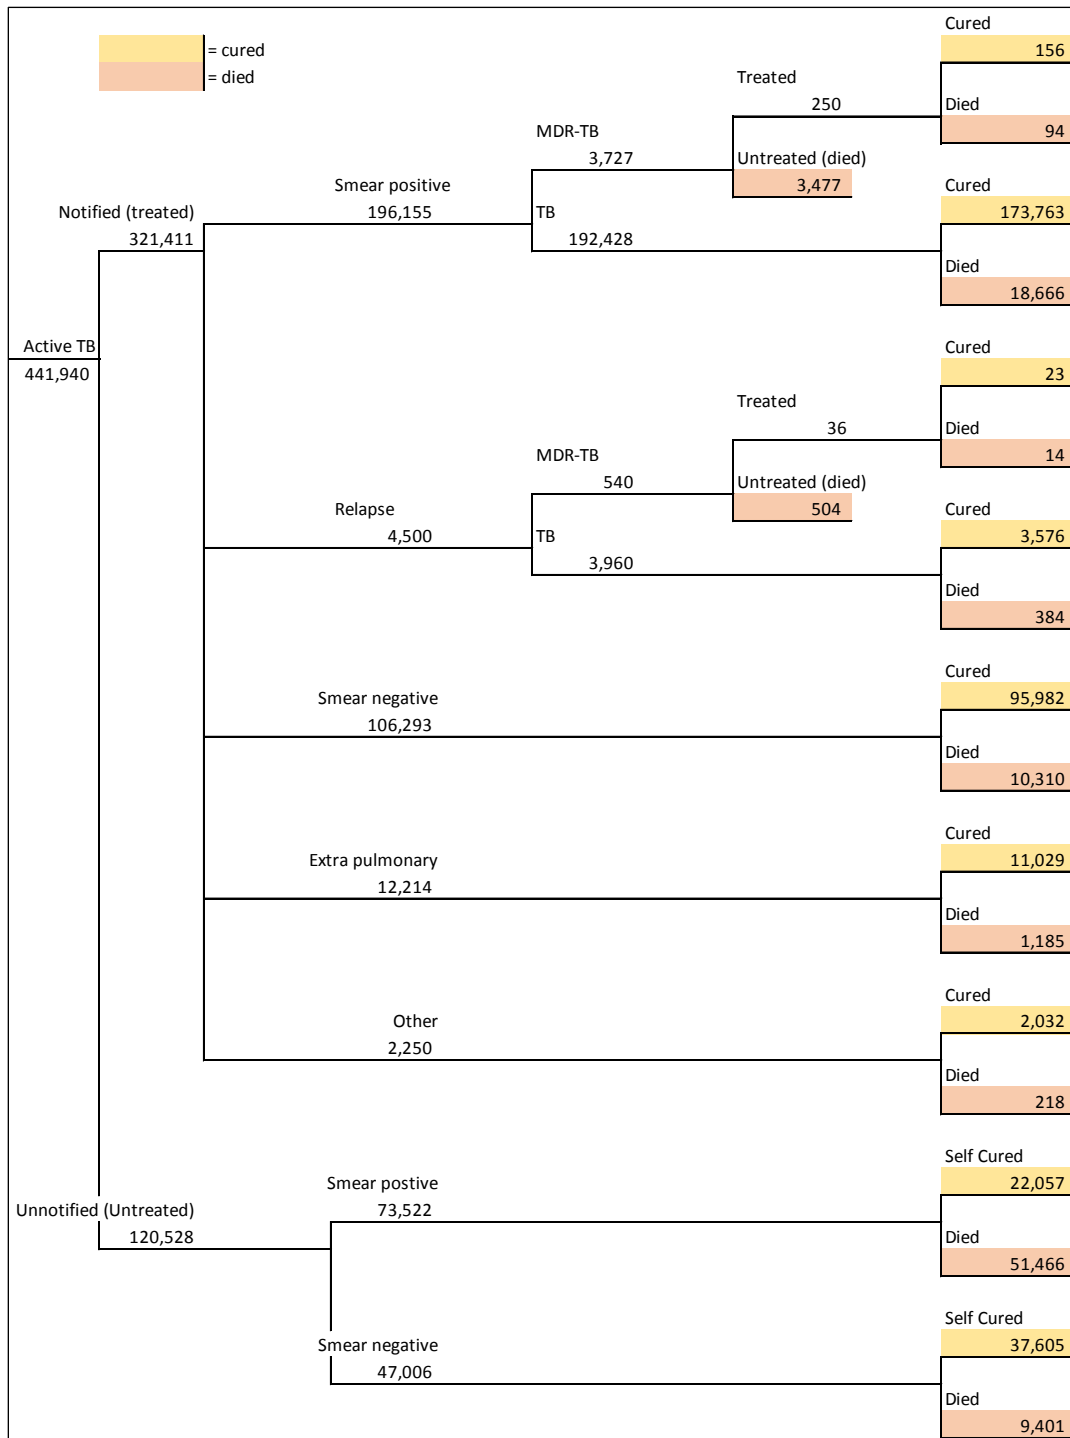 Cured
= cured
156
= died
Treated
Died
250
94
MDR-TB
3,727
Untreated (died)
3,477
Smear positive
Cured
196,155
TB
173,763
Notified (treated)
321,411
192,428
Died
18,666
Active TB
Cured
441,940
23
Treated
36
Died
14
MDR-TB
540
Untreated (died)
504
Relapse
Cured
4,500
TB
3,576
3,960
Died
384
Cured
Smear negative
95,982
106,293
Died
10,310
Cured
Extra pulmonary
11,029
12,214
Died
1,185
Cured
Other
2,032
2,250
Died
218
Self Cured
Smear postive
22,057
Unnotified (Untreated)
73,522
120,528
Died
51,466
Self Cured
Smear negative
37,605
47,006
Died
9,401